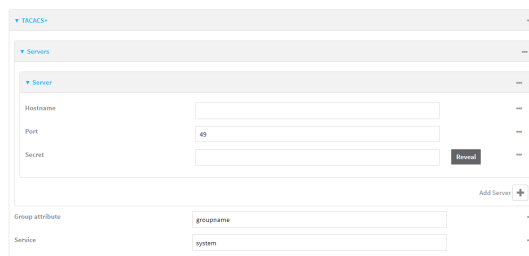 TACACS+
Servers
Server
Hostname
Port
49
Secret
Reveal
Add Server
Group attribute
groupname
Service
system